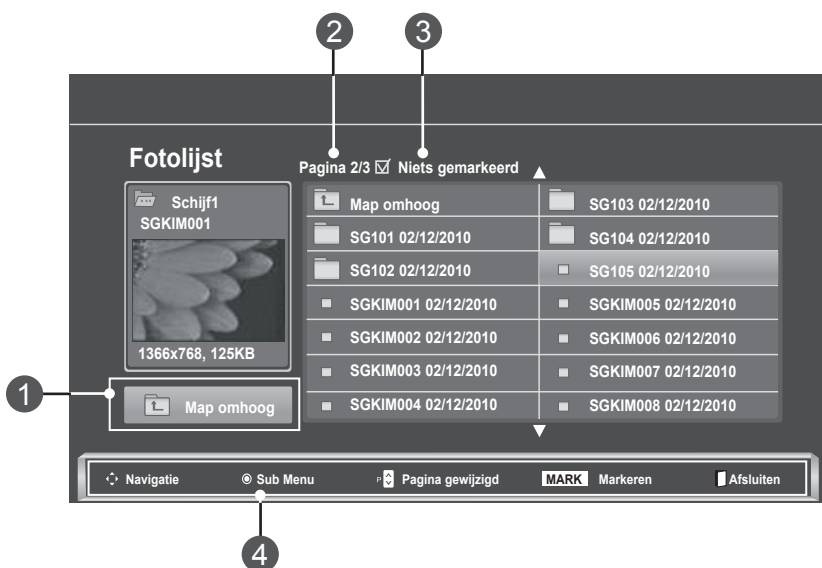 2 3
Fotolijst
Pagina 2/3 ☑ Niets gemarkeerd
Schijf1
SGKIM001
1366x768, 125KB
1
Map omhoog
Map omhoog
SG101 02/12/2010
SG102 02/12/2010
SGKIM001 02/12/2010
SGKIM002 02/12/2010
SGKIM003 02/12/2010
SGKIM004 02/12/2010
SG103 02/12/2010
SG104 02/12/2010
SG105 02/12/2010
SGKIM005 02/12/2010
SGKIM006 02/12/2010
SGKIM007 02/12/2010
SGKIM008 02/12/2010
Navigatie Sub Menu P Pagina gewijzigd MARK Markeren Afsluiten
4